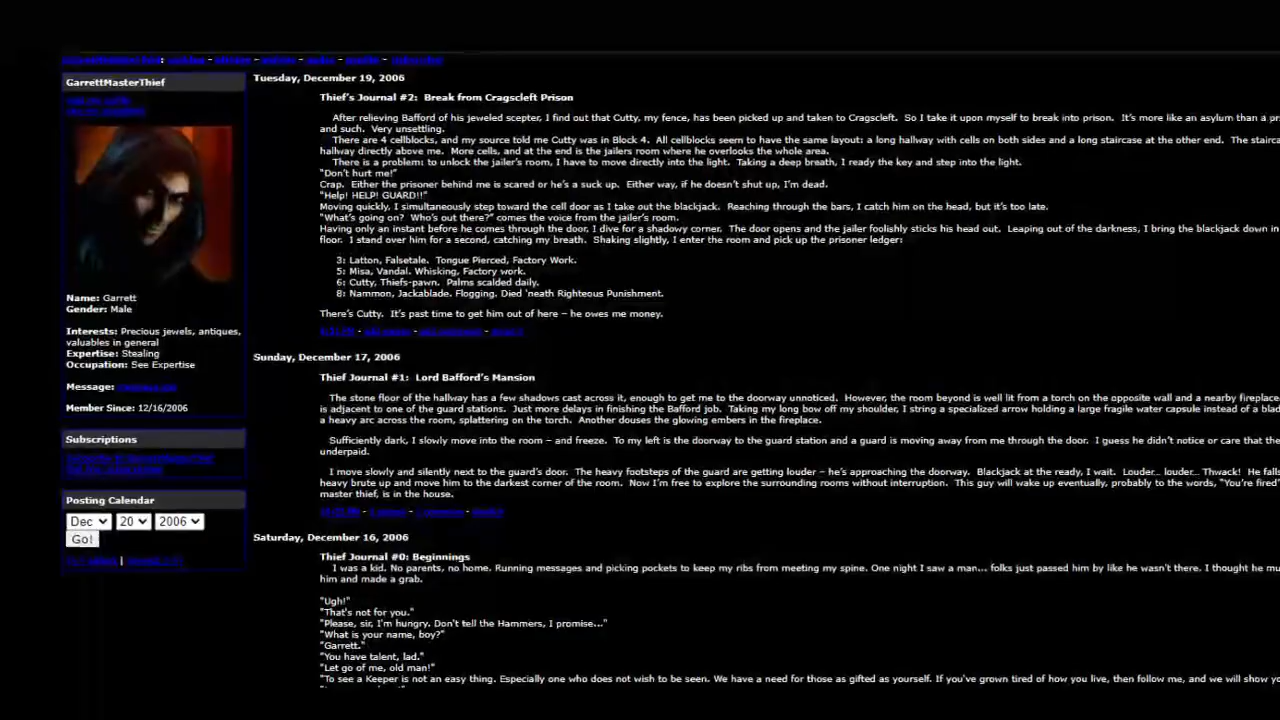 GarrettMasterThief
Name: Garrett
Gender: Male
Interests: Precious jewels, antiques,
valuables in general
Expertise: Stealing
Occupation: See Expertise
Message:
Member Since: 12/16/2006
Subscriptions
Posting Calendar
Dec 20 2006
Go!
Tuesday, December 19, 2006
Thief's Journal #2: Break from Cragscleft Prison
After relieving Bafford of his jeweled scepter, I find out that Cutty, my fence, has been picked up and taken to Cragscleft. So I take it upon myself to break into prison. It's more like an asylum than a
and such. Very unsettling.
There are 4 cellblocks, and my source told me Cutty was in Block 4. All cellblocks seem to have the same layout: a long hallway with cells on both sides and a long staircase at the other end. The
hallway directly above me. More cells, and at the end is the jailers room where he overlooks the whole area.
There is a problem: to unlock the jailer's room, I have to move directly into the light. Taking a deep breath, I ready the key and step into the light.
"Don't hurt me!"
Crap. Either the prisoner behind me is scared or he's a suck up. Either way, if he doesn't shut up, I'm dead.
"Help! HELP! GUARD!!"
Moving quickly, I simultaneously step toward the cell door as I take out the blackjack. Reaching through the bars, I catch him on the head, but it's too late.
"What's going on? Who's out there?" comes the voice from the jailer's room.
Having only an instant before he comes through the door, I dive for a shadowy corner. The door opens and the jailer foolishly sticks his head out. Leaping out of the darkness, I bring the blackjack down in
floor. I stand over him for a second, catching my breath. Shaking slightly, I enter the room and pick up the prisoner ledger:
3: Latton, Falsetale. Tongue Pierced, Factory Work.
5: Misa, Vandal. Whisking, Factory work.
6: Cutty, Thiefs-pawn. Palms scalded daily.
8: Nammon, Jackablade. Flogging. Died 'neath Righteous Punishment.
There's Cutty. It's past time to get him out of here – he owes me money.
Sunday, December 17, 2006
Thief Journal #1: Lord Bafford's Mansion
The stone floor of the hallway has a few shadows cast across it, enough to get me to the doorway unnoticed. However, the room beyond is well lit from a torch on the opposite wall and a nearby
is adjacent to one of the guard stations. Just more delays in finishing the Bafford job. Taking my long bow off my shoulder, I string a specialized arrow holding a large fragile water capsule instead of a
a heavy arc across the room, splattering on the torch. Another douses the glowing embers in the fireplace.
Sufficiently dark, I slowly move into the room – and freeze. To my left is the doorway to the guard station and a guard is moving away from me through the door. I guess he didn't notice or care that
underpaid.
I move slowly and silently next to the guard's door. The heavy footsteps of the guard are getting louder – he's approaching the doorway. Blackjack at the ready, I wait. Louder... louder... Thwack! He
heavy brute up and move him to the darkest corner of the room. Now I'm free to explore the surrounding rooms without interruption. This guy will wake up eventually, probably to the words, "You're fired"
master thief, is in the house.
Saturday, December 16, 2006
Thief Journal #0: Beginnings
I was a kid. No parents, no home. Running messages and picking pockets to keep my ribs from meeting my spine. One night I saw a man... folks just passed him by like he wasn't there. I thought he
him and made a grab.
"Ugh!"
"That's not for you."
"Please, sir, I'm hungry. Don't tell the Hammers, I promise..."
"What is your name, boy?"
"Garrett."
"You have talent, lad."
"Let go of me, old man!"
"To see a Keeper is not an easy thing. Especially one who does not wish to be seen. We have a need for those as gifted as yourself. If you've grown tired of how you live, then follow me, and we will show